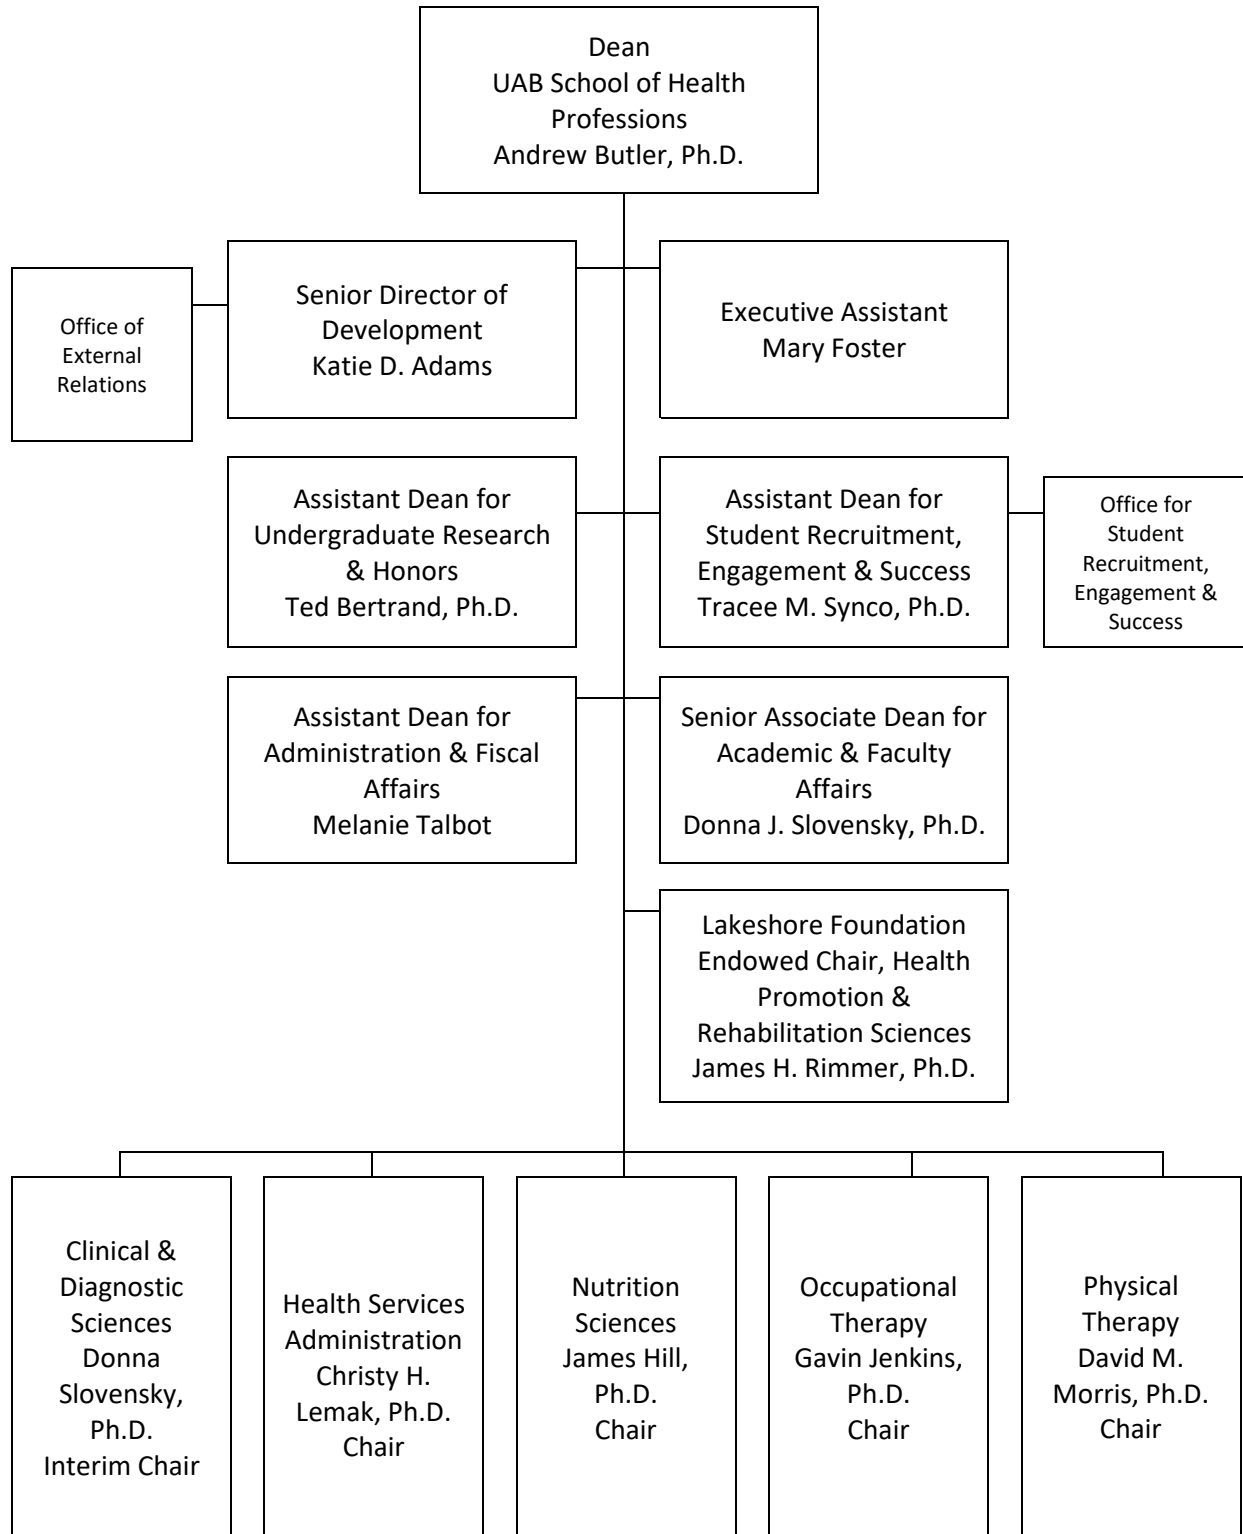 Dean
UAB School of Health
Professions
Andrew Butler, Ph.D.
Office of
External
Relations
Senior Director of
Development
Katie D. Adams
Executive Assistant
Mary Foster
Assistant Dean for
Undergraduate Research
& Honors
Ted Bertrand, Ph.D.
Assistant Dean for
Student Recruitment,
Engagement & Success
Tracee M. Synco, Ph.D.
Office for
Student
Recruitment,
Engagement &
Success
Assistant Dean for
Administration & Fiscal
Affairs
Melanie Talbot
Senior Associate Dean for
Academic & Faculty
Affairs
Donna J. Slovensky, Ph.D.
Lakeshore Foundation
Endowed Chair, Health
Promotion &
Rehabilitation Sciences
James H. Rimmer, Ph.D.
Clinical &
Diagnostic
Sciences
Donna
Slovensky,
Ph.D.
Interim Chair
Health Services
Administration
Christy H.
Lemak, Ph.D.
Chair
Nutrition
Sciences
James Hill,
Ph.D.
Chair
Occupational
Therapy
Gavin Jenkins,
Ph.D.
Chair
Physical
Therapy
David M.
Morris, Ph.D.
Chair